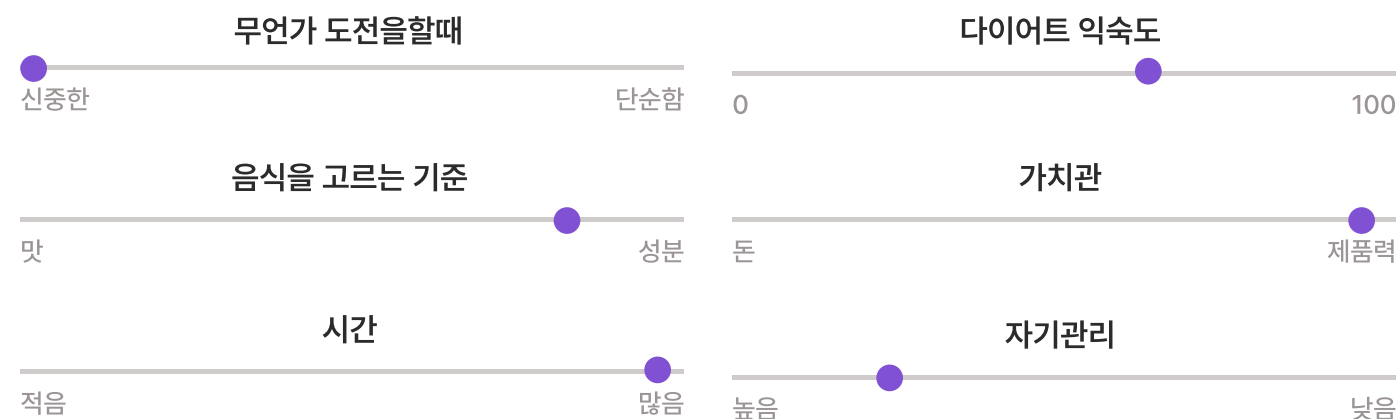 무언가 도전을할때
신중한 단순함
다이어트 익숙도
0 100
음식을 고르는 기준
맛 성분
가치관
돈 제품력
시간
적음 많음
자기관리
높음 낮음